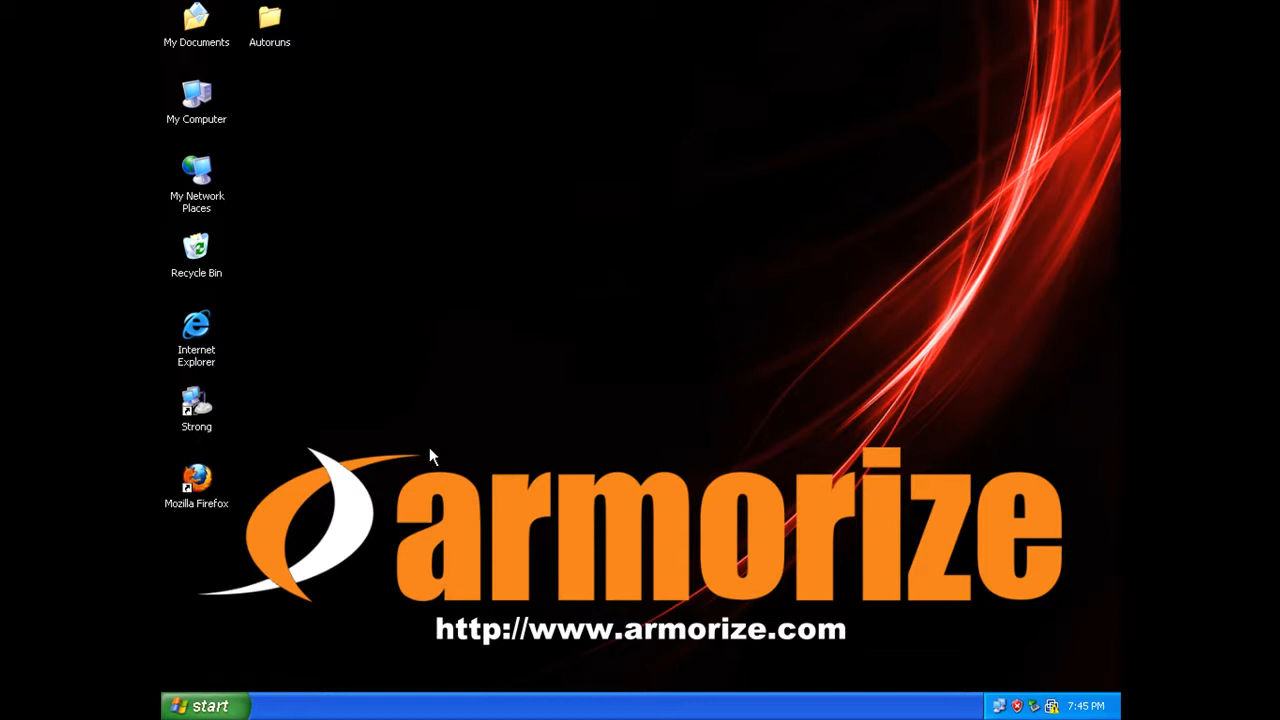 My Documents
Autoruns
My Computer
My Network
Places
Recycle Bin
Internet
Explorer
Strong
Mozilla Firefox
armorize
http://www.armorize.com
start
7:45 PM